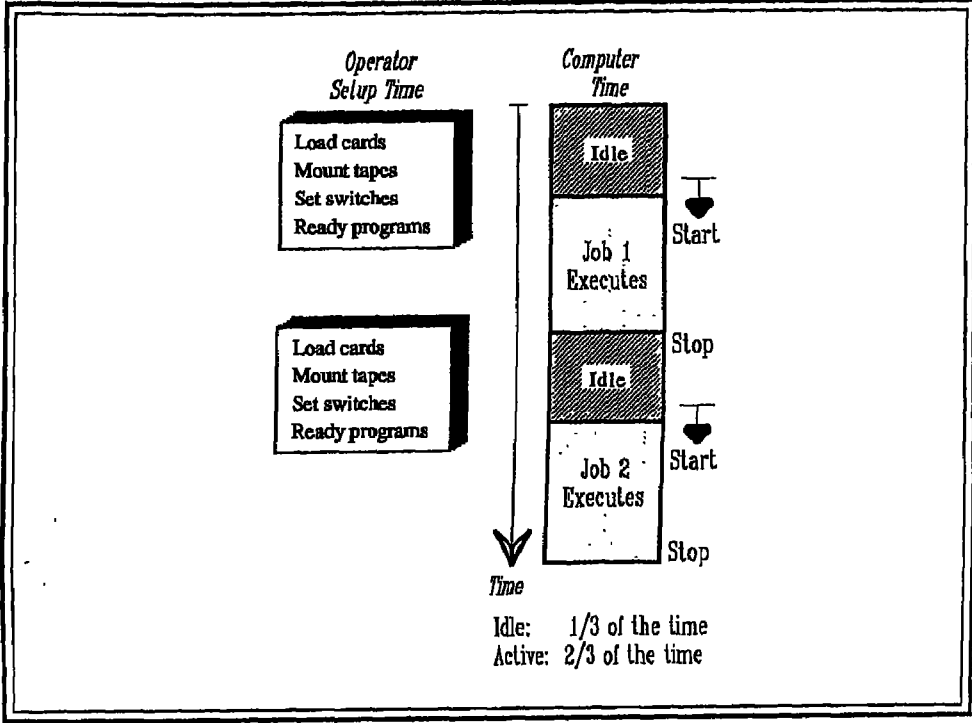 Operator
Setup Time
Computer
Time
Load cards
Mount tapes
Set switches
Ready programs
Idle
Start
Job 1
Executes
Stop
Load cards
Mount tapes
Set switches
Ready programs
Idle
Start
Job 2
Executes
Stop
Time
Idle: 1/3 of the time
Active: 2/3 of the time